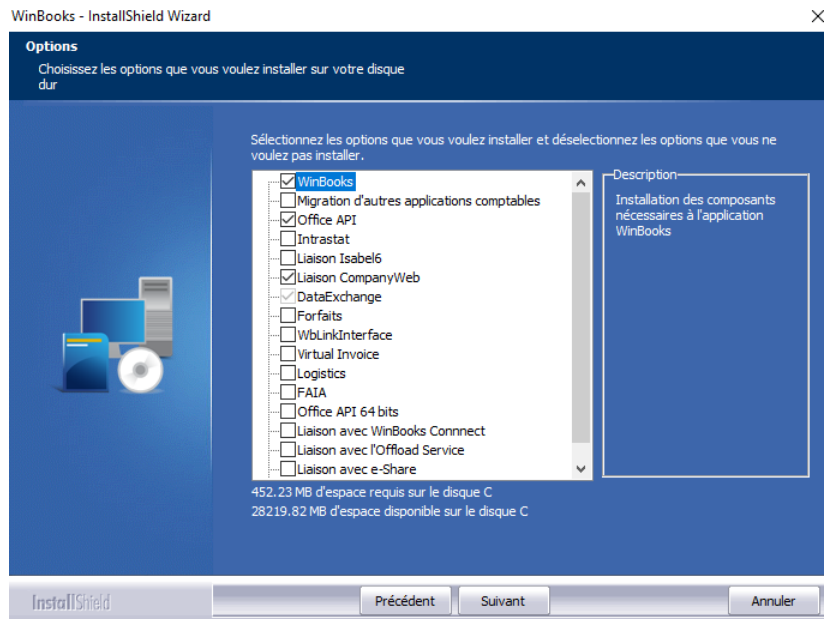 WinBooks - InstallShield Wizard
Options
Choisissez les options que vous voulez installer sur votre disque
dur
Sélectionnez les options que vous voulez installer et désélectionnez les options que vous ne
voulez pas installer.
WinBooks
Migration d'autres applications comptables
Office API
Intrastat
Liaison Isabel6
Liaison CompanyWeb
DataExchange
Forfaits
WbLinkInterface
Virtual Invoice
Logistics
FAIA
Office API 64 bits
Liaison avec WinBooks Connnect
Liaison avec l'Offload Service
Liaison avec e-Share
Description
Installation des composants
nécessaires à l'application
WinBooks
452.23 MB d'espace requis sur le disque C
28219.82 MB d'espace disponible sur le disque C
InstallShield
Précédent
Suivant
Annuler